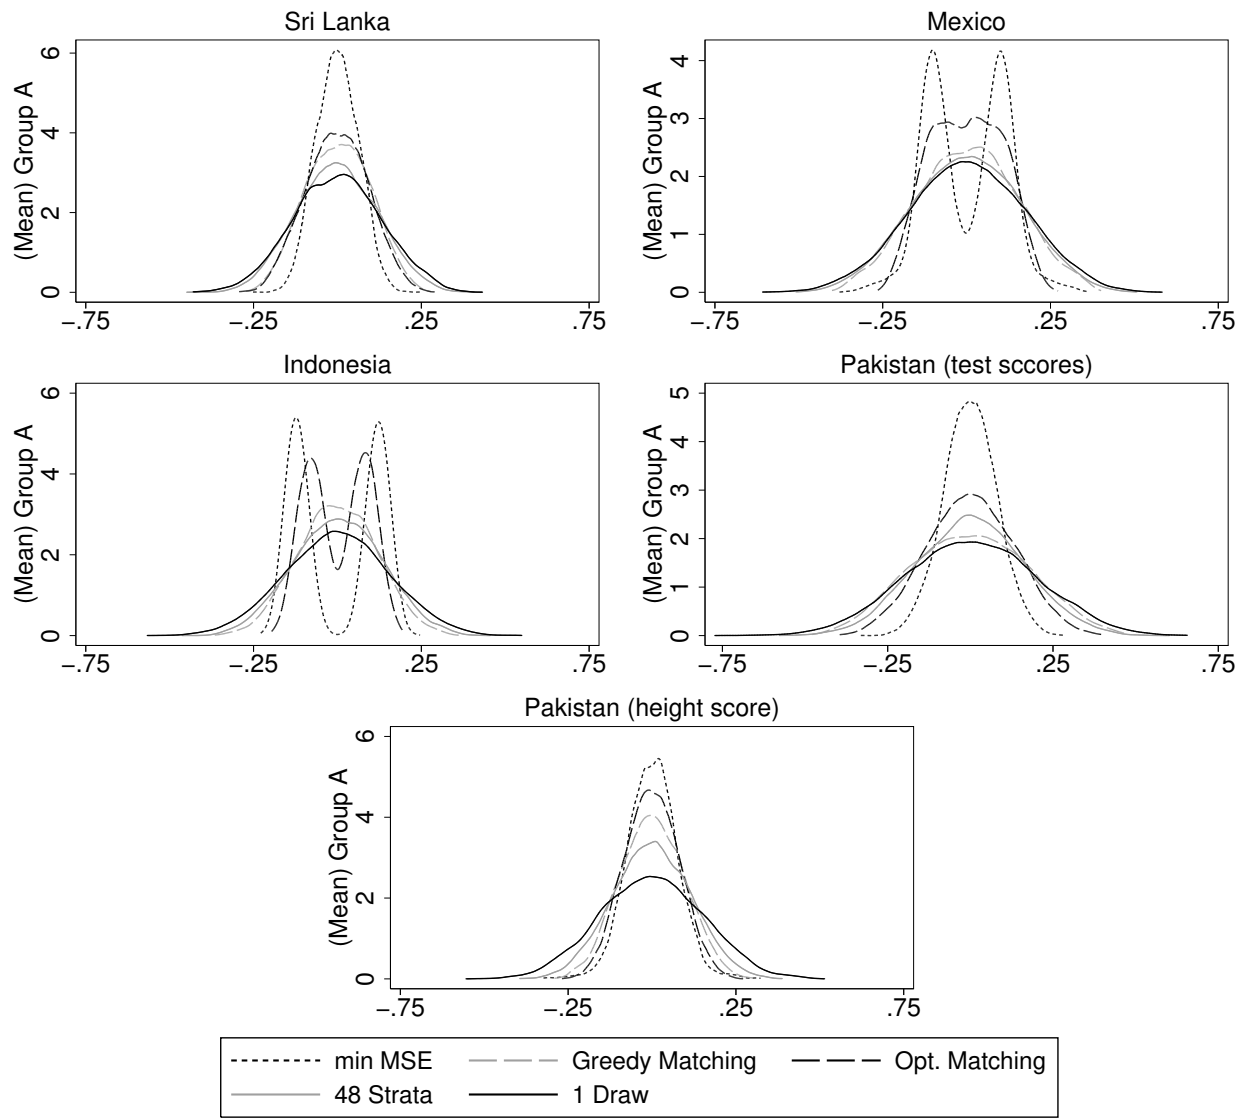 Sri Lanka
(Mean) Group A
0 2 4 6
−.75 −.25 .25 .75
Mexico
(Mean) Group A
0 1 2 3 4
−.75 −.25 .25 .75
Indonesia
(Mean) Group A
0 2 4 6
−.75 −.25 .25 .75
Pakistan (test sccores)
(Mean) Group A
0 1 2 3 4 5
−.75 −.25 .25 .75
Pakistan (height score)
(Mean) Group A
0 2 4 6
−.75 −.25 .25 .75
min MSE Greedy Matching Opt. Matching
48 Strata 1 Draw